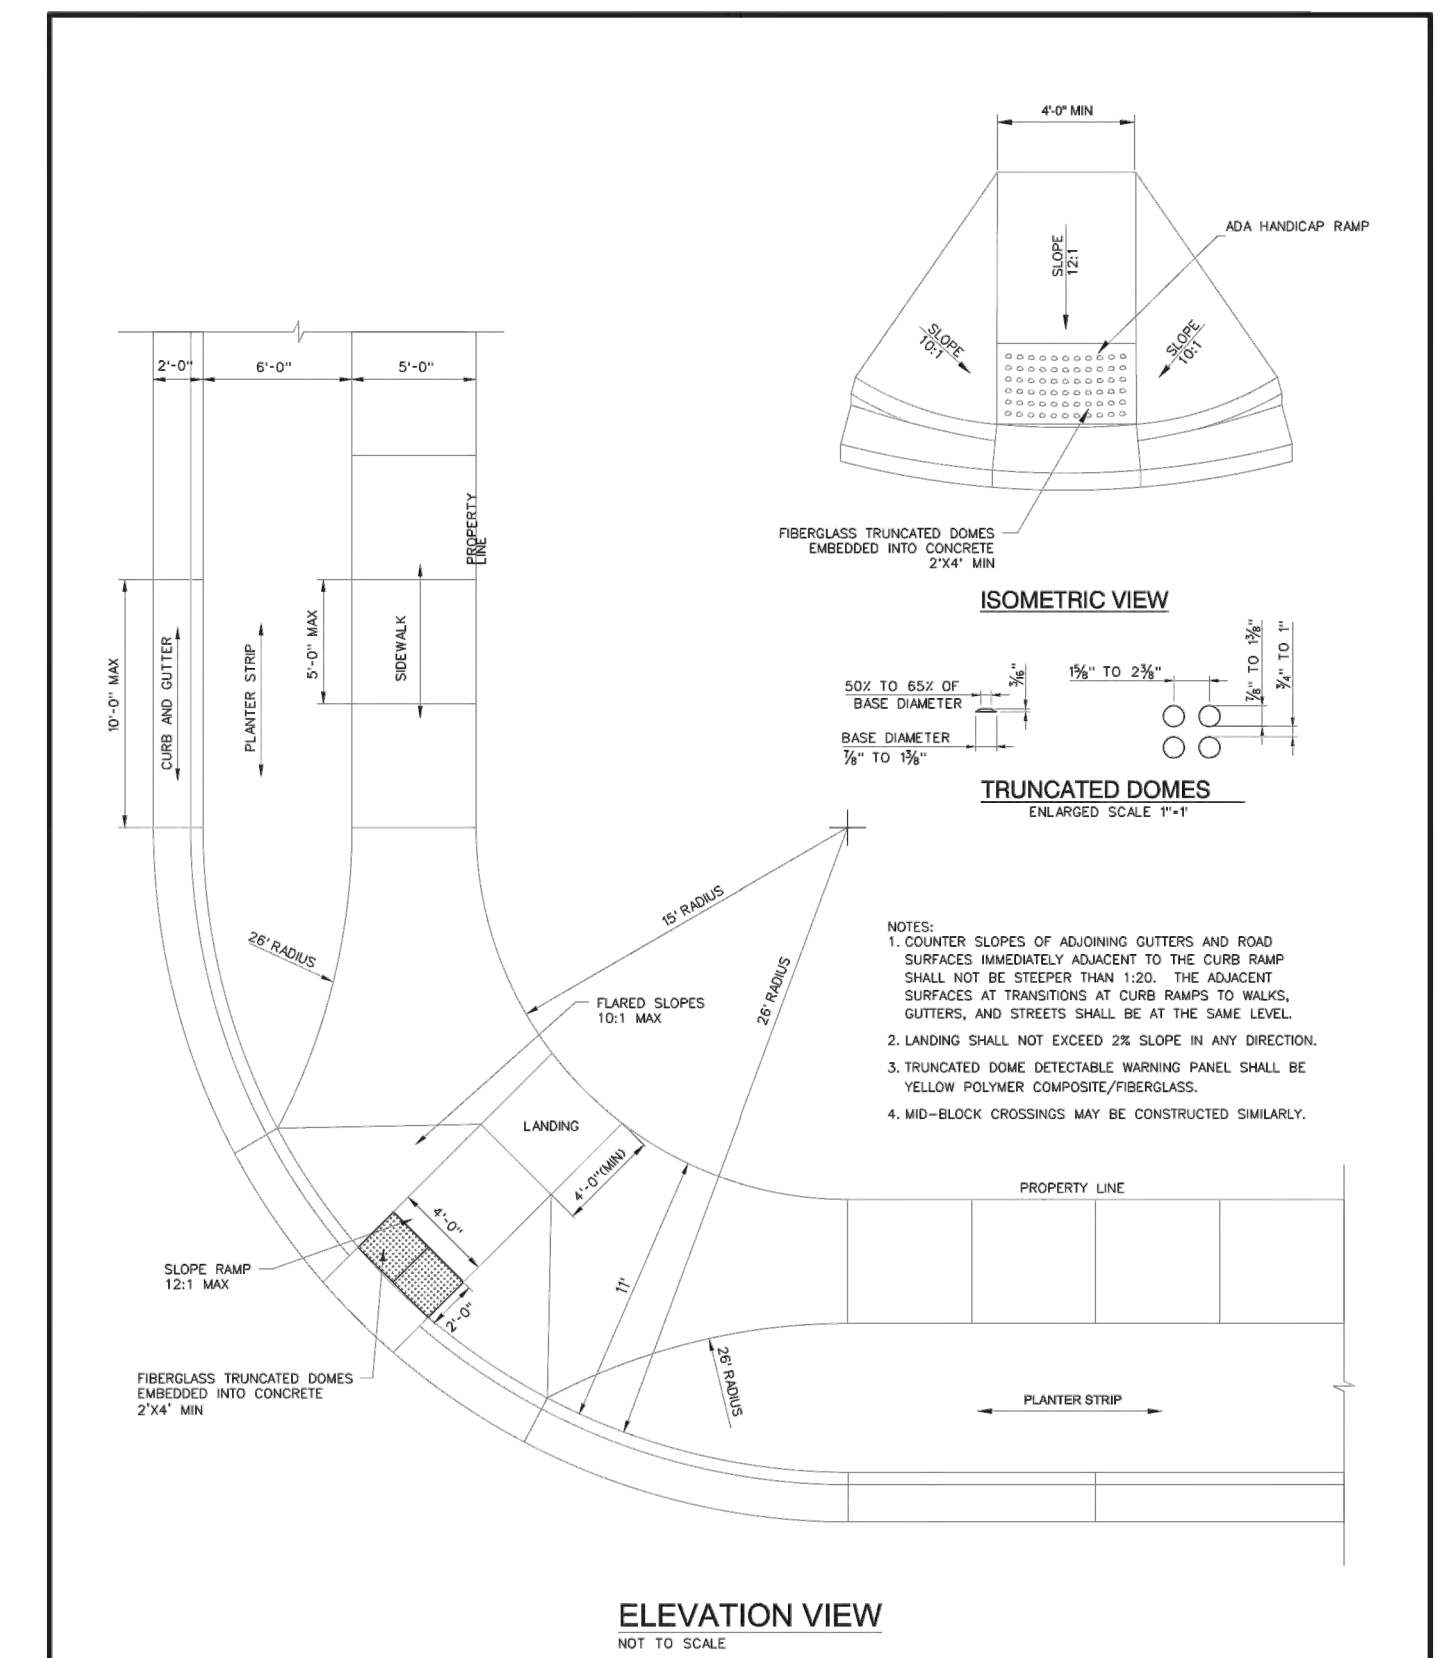 4'-0" MIN
ADA HANDICAP RAMP
SLOPE
12:1
SLOPE
10:1
SLOPE
10:1
FIBERGLASS TRUNCATED DOMES
EMBEDDED INTO CONCRETE
2'X4' MIN
ISOMETRIC VIEW
2'-0"
6'-0"
5'-0"
PROPERTY
LINE
10'-0" MAX
CURB AND GUTTER
PLANTER STRIP
5'-0" MAX
SIDEWALK
50% TO 65% OF
BASE DIAMETER
3/16"
BASE DIAMETER
7/8" TO 1 3/8"
1 5/8" TO 2 3/8"
7/8" TO 1 3/8"
3/4" TO 1"
TRUNCATED DOMES
ENLARGED SCALE 1"=1'
15' RADIUS
26' RADIUS
26' RADIUS
FLARED SLOPES
10:1 MAX
NOTES:
1. COUNTER SLOPES OF ADJOINING GUTTERS AND ROAD
SURFACES IMMEDIATELY ADJACENT TO THE CURB RAMP
SHALL NOT BE STEEPER THAN 1:20. THE ADJACENT
SURFACES AT TRANSITIONS AT CURB RAMPS TO WALKS,
GUTTERS, AND STREETS SHALL BE AT THE SAME LEVEL.
2. LANDING SHALL NOT EXCEED 2% SLOPE IN ANY DIRECTION.
3. TRUNCATED DOME DETECTABLE WARNING PANEL SHALL BE
YELLOW POLYMER COMPOSITE/FIBERGLASS.
4. MID-BLOCK CROSSINGS MAY BE CONSTRUCTED SIMILARLY.
LANDING
4'-0"(MIN)
4'-0"
PROPERTY LINE
SLOPE RAMP
12:1 MAX
11'
2'-0"
26' RADIUS
FIBERGLASS TRUNCATED DOMES
EMBEDDED INTO CONCRETE
2'X4' MIN
PLANTER STRIP
ELEVATION VIEW
NOT TO SCALE